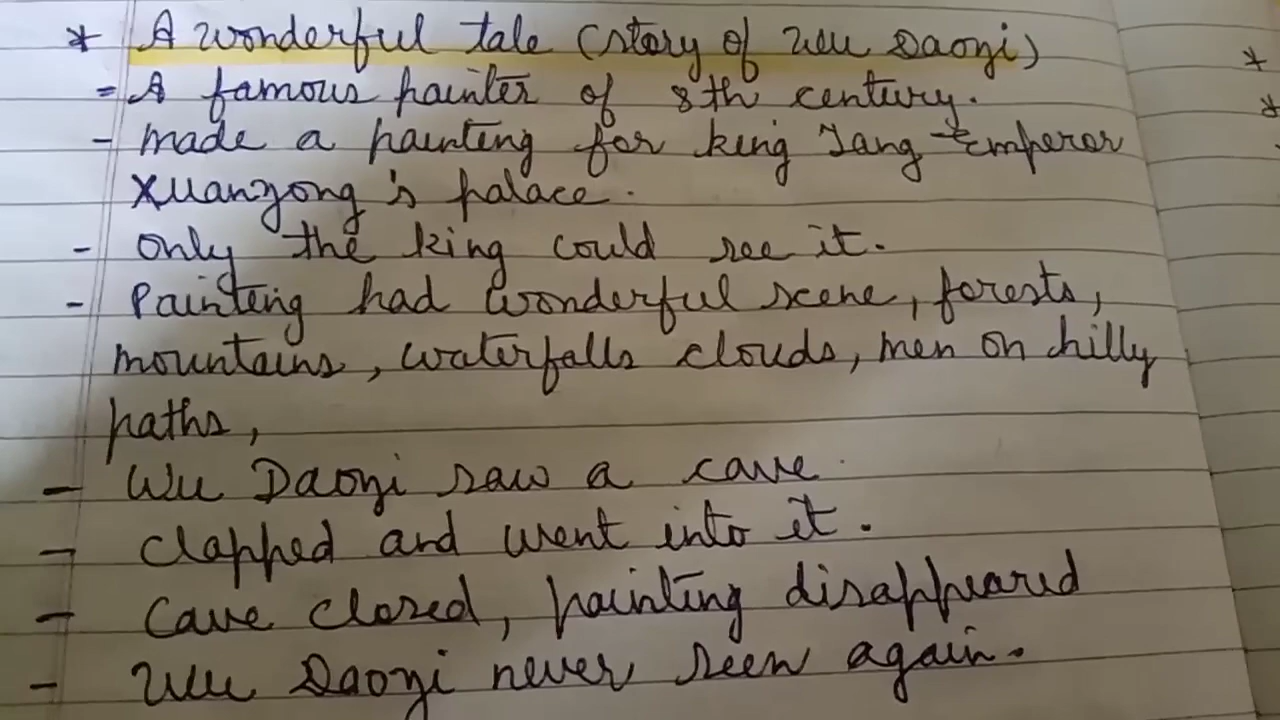 * A wonderful tale (story of Wu Daozi)
= A famous painter of 8th century.
- made a painting for king Tang Emperor
Xuanzong's palace.
- only the king could see it.
- Painting had wonderful scene, forests,
mountains, waterfalls clouds, men on hilly
paths,
- Wu Daozi saw a cave
- clapped and went into it.
- Cave closed, painting disappeared
- Wu Daozi never seen again.
*
*